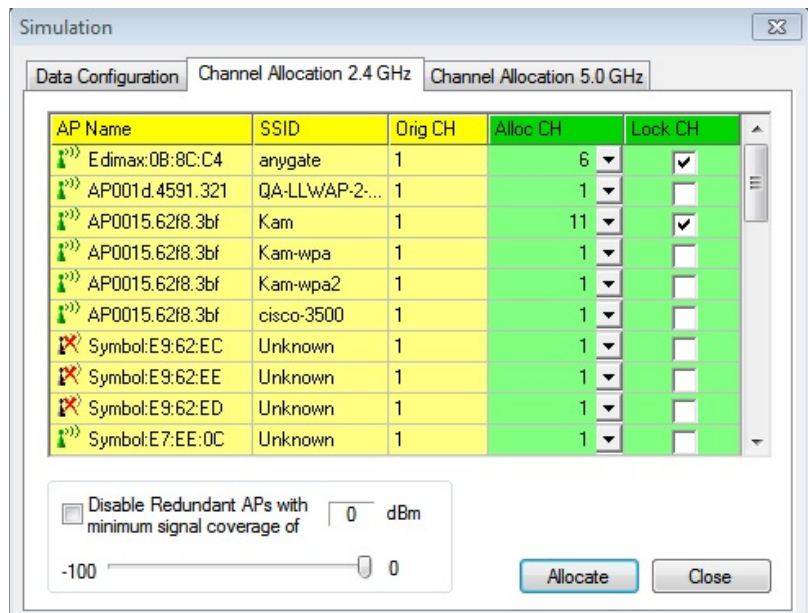 Simulation
Data Configuration Channel Allocation 2.4 GHz Channel Allocation 5.0 GHz
AP Name SSID Orig CH Alloc CH Lock CH
Edimax:0B:8C:C4 anygate 1 6
AP001d.4591.321 QA-LLWAP-2-... 1 1
AP0015.62f8.3bf Kam 1 11
AP0015.62f8.3bf Kam-wpa 1 1
AP0015.62f8.3bf Kam-wpa2 1 1
AP0015.62f8.3bf cisco-3500 1 1
Symbol:E9:62:EC Unknown 1 1
Symbol:E9:62:EE Unknown 1 1
Symbol:E9:62:ED Unknown 1 1
Symbol:E7:EE:0C Unknown 1 1
Disable Redundant APs with
minimum signal coverage of 0 dBm
-100 0
Allocate Close